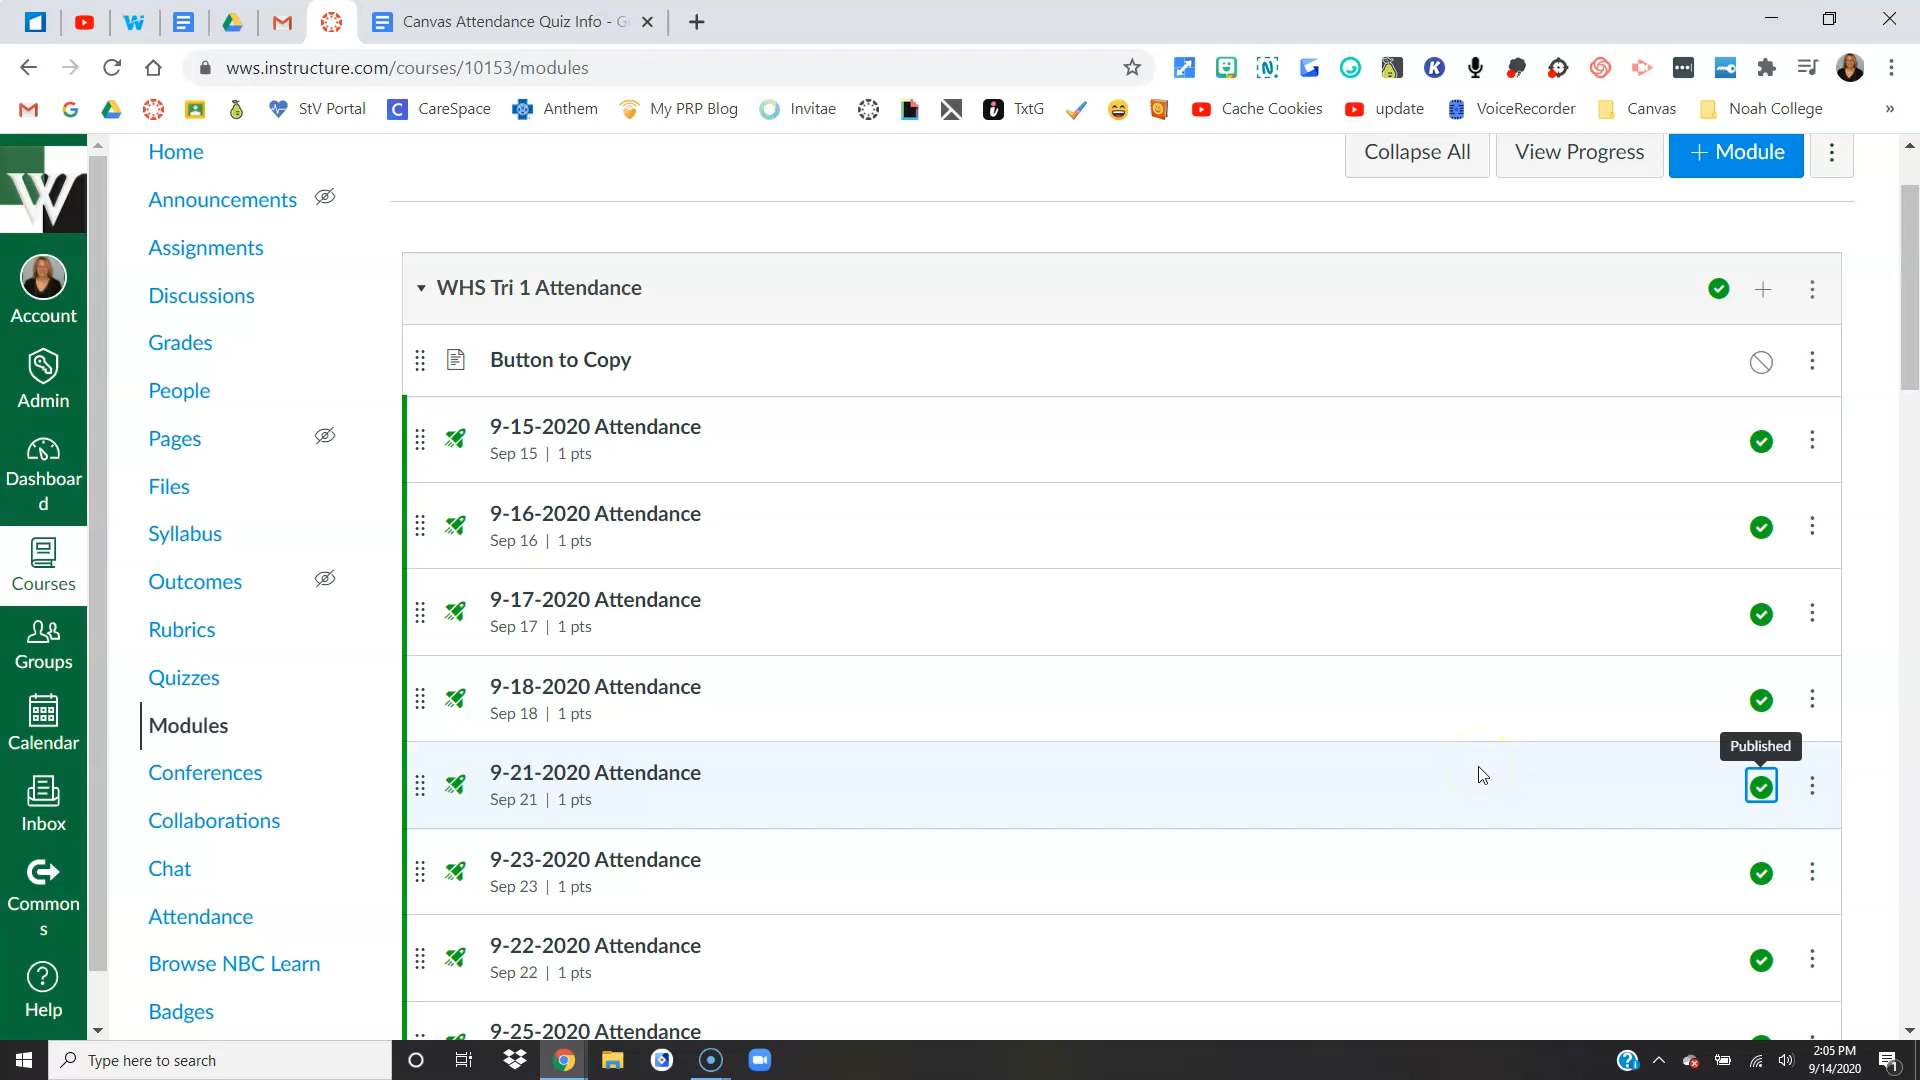 Canvas Attendance Quiz Info - G
wws.instructure.com/courses/10153/modules
StV Portal
CareSpace
Anthem
My PRP Blog
Invitae
TxtG
Cache Cookies
update
VoiceRecorder
Canvas
Noah College
»
W
Account
Admin
Dashboar
d
Courses
Groups
Calendar
Inbox
Common
s
Help
Home
Announcements
Assignments
Discussions
Grades
People
Pages
Files
Syllabus
Outcomes
Rubrics
Quizzes
Modules
Conferences
Collaborations
Chat
Attendance
Browse NBC Learn
Badges
Collapse All
View Progress
+ Module
WHS Tri 1 Attendance
Button to Copy
9-15-2020 Attendance
Sep 15 | 1 pts
9-16-2020 Attendance
Sep 16 | 1 pts
9-17-2020 Attendance
Sep 17 | 1 pts
9-18-2020 Attendance
Sep 18 | 1 pts
Published
9-21-2020 Attendance
Sep 21 | 1 pts
9-23-2020 Attendance
Sep 23 | 1 pts
9-22-2020 Attendance
Sep 22 | 1 pts
9-25-2020 Attendance
Type here to search
2:05 PM
9/14/2020
1